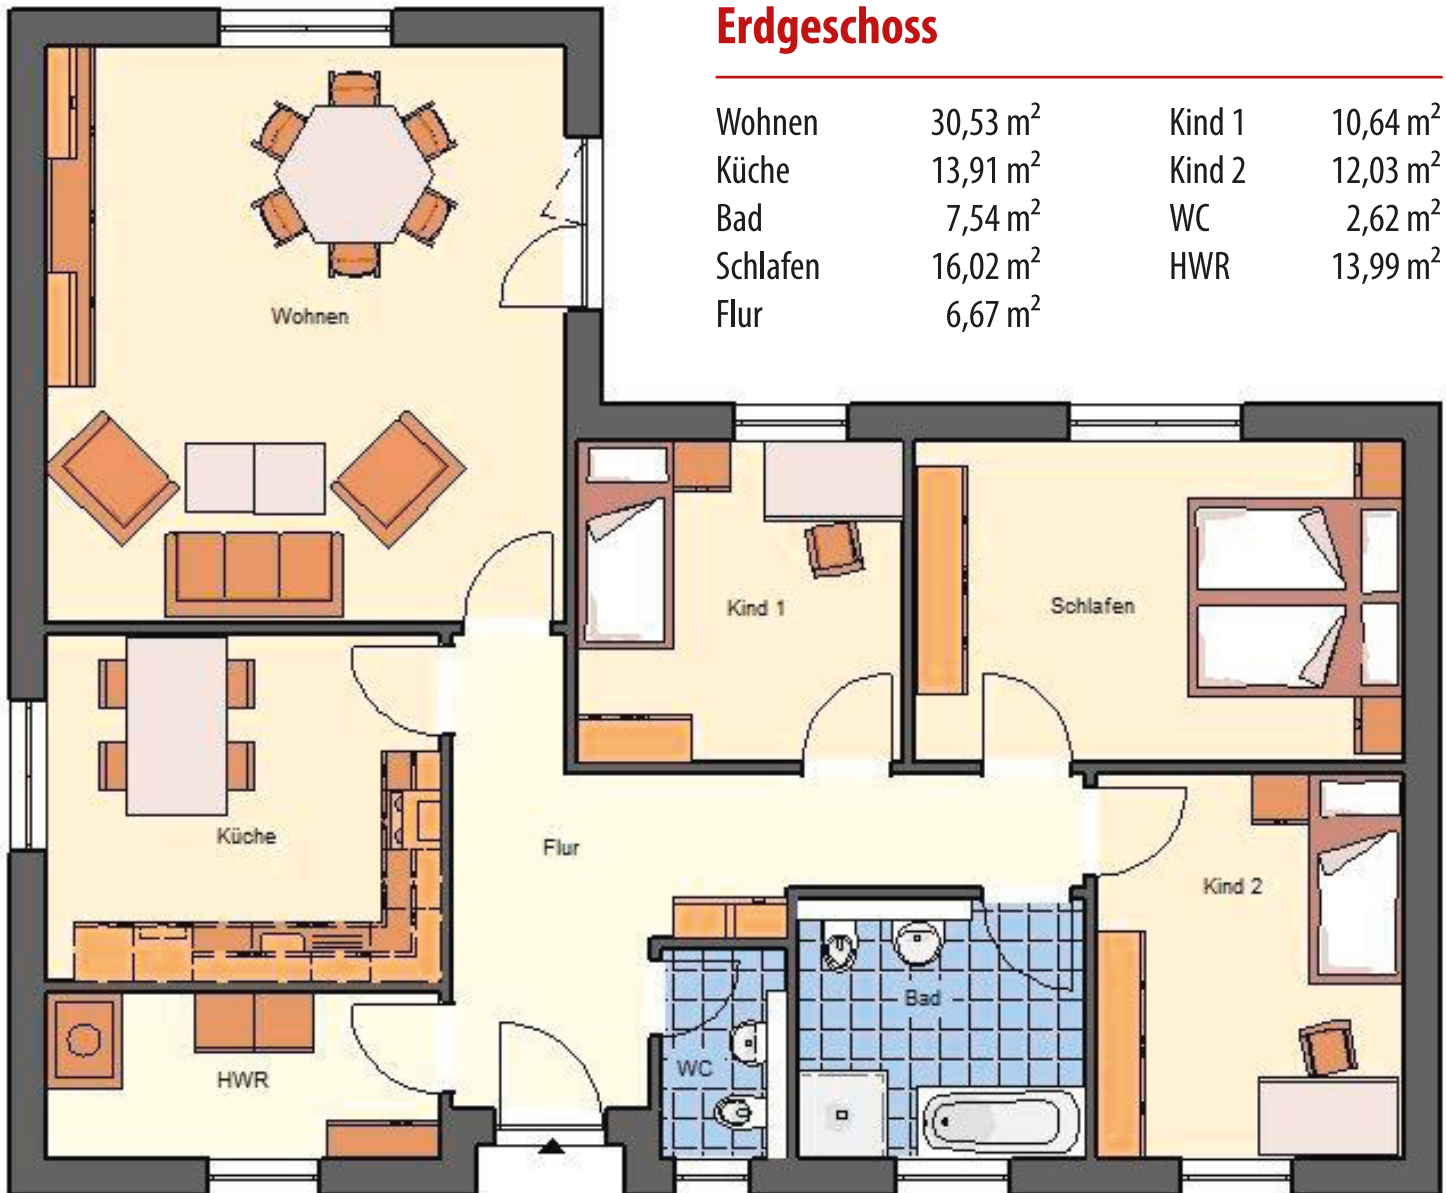 Erdgeschoss
Wohnen 30,53 m² Kind 1 10,64 m²
Küche 13,91 m² Kind 2 12,03 m²
Bad 7,54 m² WC 2,62 m²
Schlafen 16,02 m² HWR 13,99 m²
Flur 6,67 m²
Wohnen
Kind 1
Schlafen
Küche
Flur
Kind 2
Bad
WC
HWR